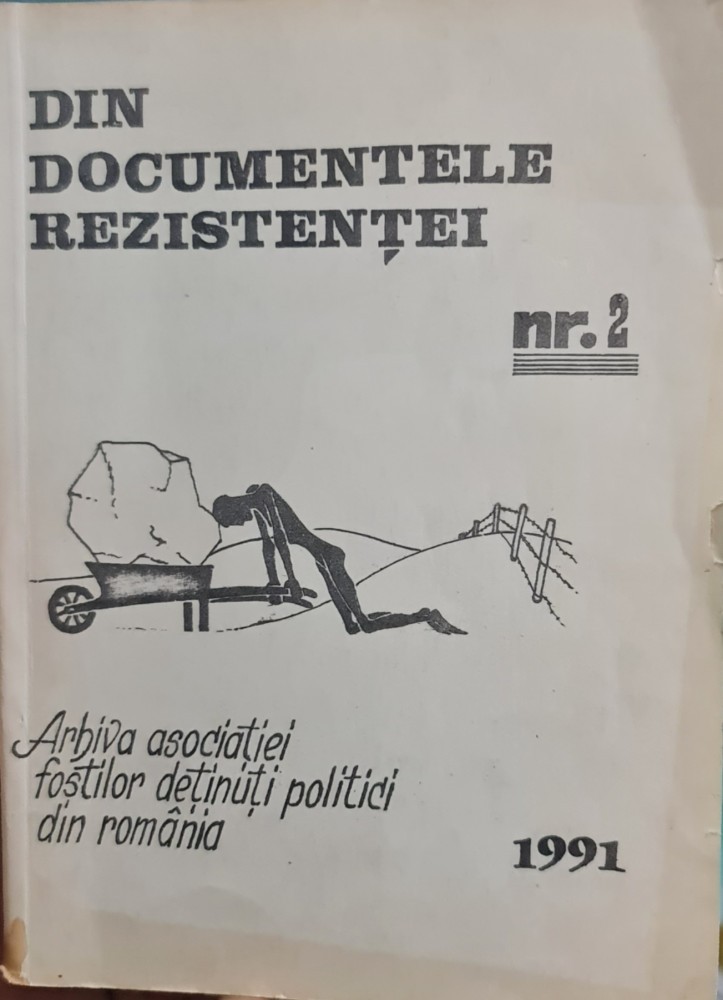 DIN
DOCUMENTELE
REZISTENȚEI
nr. 2
Arhiva asociației
foștilor deținuți politici
din românia
1991